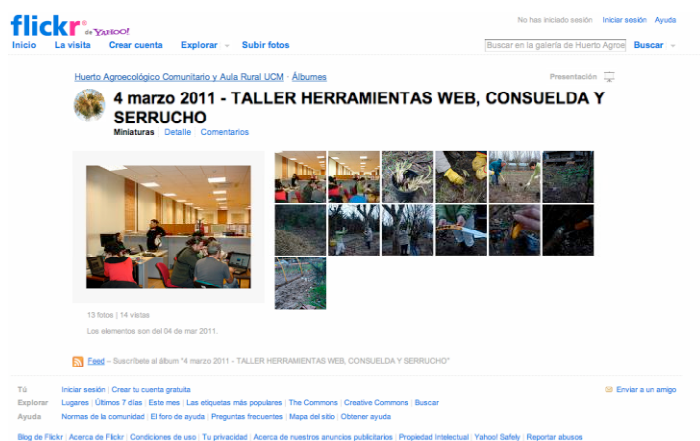 flickr® de YAHOO!
No has iniciado sesión Iniciar sesión Ayuda
Inicio La visita Crear cuenta Explorar Subir fotos Buscar en la galería de Huerto Agroe Buscar
Huerto Agroecológico Comunitario y Aula Rural UCM · Álbumes Presentación
4 marzo 2011 - TALLER HERRAMIENTAS WEB, CONSUELDA Y
SERRUCHO
Miniaturas Detalle Comentarios
13 fotos | 14 vistas
Los elementos son del 04 de mar 2011.
Feed – Suscríbete al álbum "4 marzo 2011 - TALLER HERRAMIENTAS WEB, CONSUELDA Y SERRUCHO"
Tú Iniciar sesión | Crear tu cuenta gratuita Enviar a un amigo
Explorar Lugares | Últimos 7 días | Este mes | Las etiquetas más populares | The Commons | Creative Commons | Buscar
Ayuda Normas de la comunidad | El foro de ayuda | Preguntas frecuentes | Mapa del sitio | Obtener ayuda
Blog de Flickr | Acerca de Flickr | Condiciones de uso | Tu privacidad | Acerca de nuestros anuncios publicitarios | Propiedad Intelectual | Yahoo! Safely | Reportar abusos